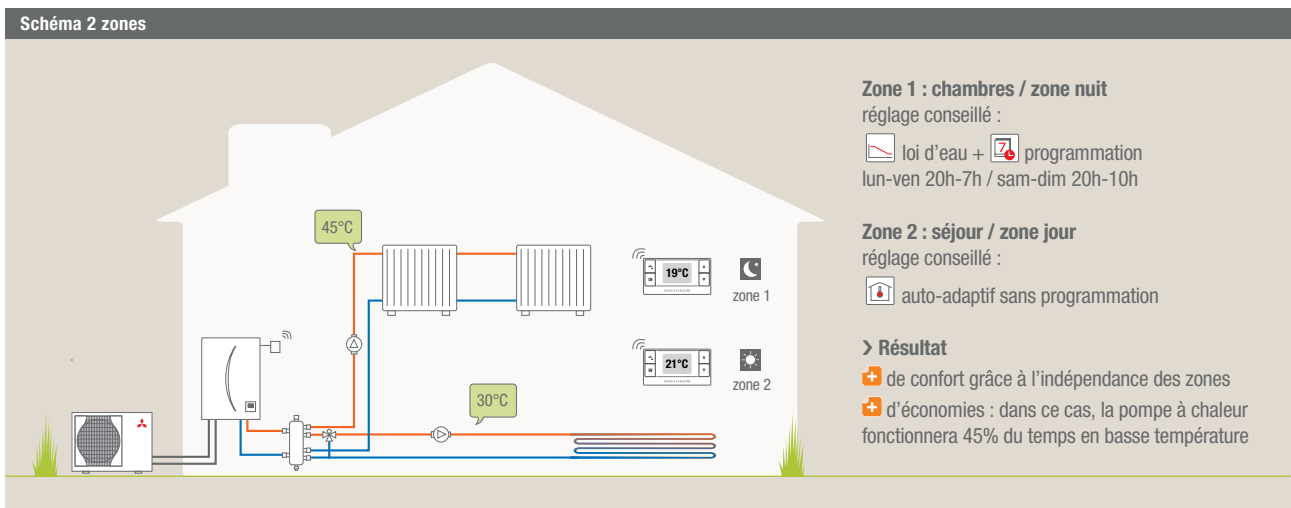 Schéma 2 zones
Zone 1 : chambres / zone nuit
réglage conseillé :
loi d'eau + 7 programmation
lun-ven 20h-7h / sam-dim 20h-10h
Zone 2 : séjour / zone jour
réglage conseillé :
auto-adaptif sans programmation
› Résultat
+ de confort grâce à l'indépendance des zones
+ d'économies : dans ce cas, la pompe à chaleur
fonctionnera 45% du temps en basse température
45°C
19°C
zone 1
21°C
zone 2
30°C